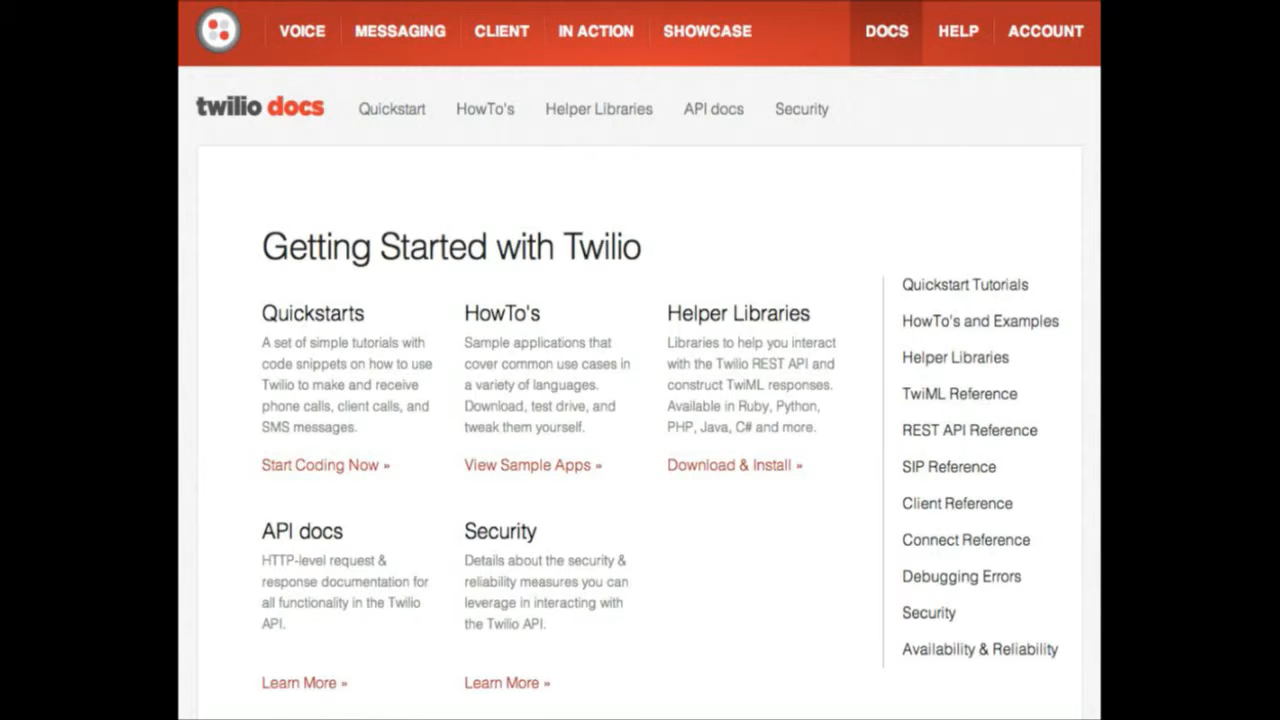 VOICE MESSAGING CLIENT IN ACTION SHOWCASE DOCS HELP ACCOUNT
twilio docs Quickstart HowTo's Helper Libraries API docs Security
Getting Started with Twilio
Quickstarts
A set of simple tutorials with
code snippets on how to use
Twilio to make and receive
phone calls, client calls, and
SMS messages.
Start Coding Now »
HowTo's
Sample applications that
cover common use cases in
a variety of languages.
Download, test drive, and
tweak them yourself.
View Sample Apps »
Helper Libraries
Libraries to help you interact
with the Twilio REST API and
construct TwiML responses.
Available in Ruby, Python,
PHP, Java, C# and more.
Download & Install »
API docs
HTTP-level request &
response documentation for
all functionality in the Twilio
API.
Learn More »
Security
Details about the security &
reliability measures you can
leverage in interacting with
the Twilio API.
Learn More »
Quickstart Tutorials
HowTo's and Examples
Helper Libraries
TwiML Reference
REST API Reference
SIP Reference
Client Reference
Connect Reference
Debugging Errors
Security
Availability & Reliability